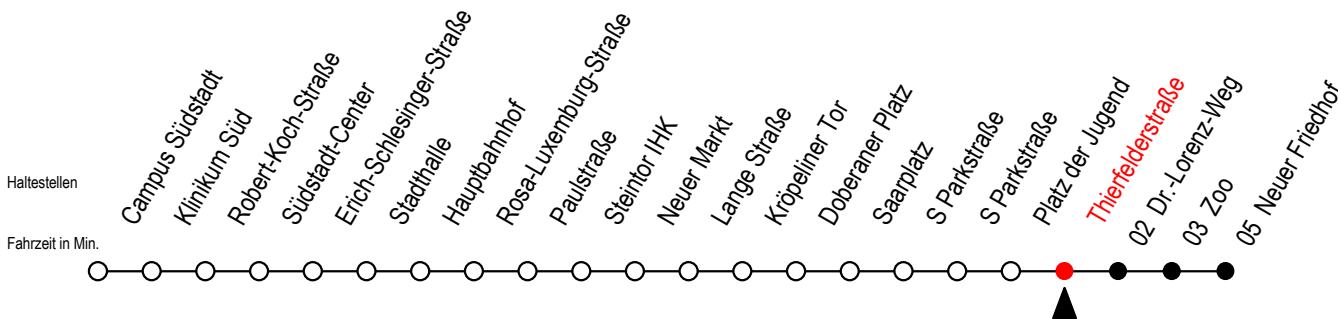 Haltestellen
Campus Südstadt
Klinikum Süd
Robert-Koch-Straße
Südstadt-Center
Erich-Schlesinger-Straße
Stadthalle
Hauptbahnhof
Rosa-Luxemburg-Straße
Paulstraße
Steintor IHK
Neuer Markt
Lange Straße
Kröpeliner Tor
Doberaner Platz
Saarplatz
S Parkstraße
S Parkstraße
Platz der Jugend
Thierfelderstraße
02 Dr.-Lorenz-Weg
03 Zoo
05 Neuer Friedhof
Fahrzeit in Min.